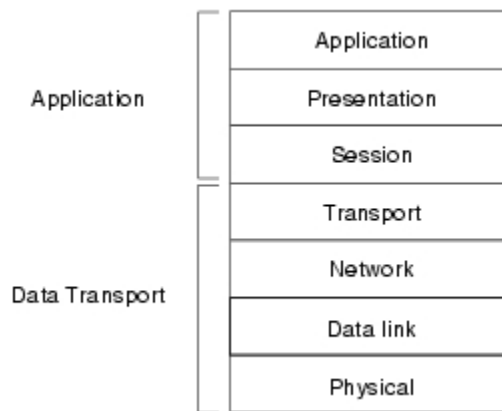 Application
Presentation
Session
Transport
Network
Data link
Physical
Application
Data Transport